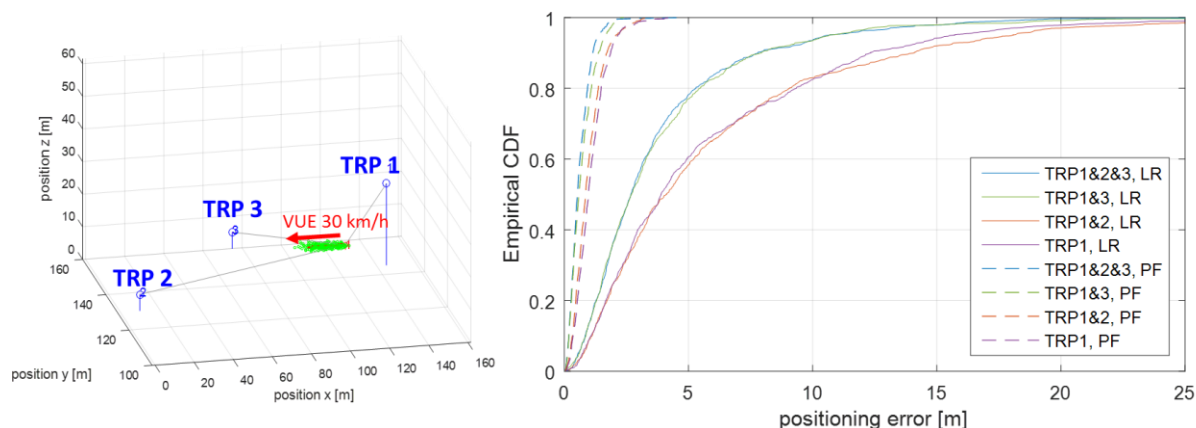 60
50
40
30
20
10
0
position z [m]
TRP 1
TRP 3
3
VUE 30 km/h
TRP 2
2
160
140
120
100
position y [m]
0
20
40
60
80
100
120
140
160
position x [m]
1
0.8
0.6
0.4
0.2
0
Empirical CDF
0
5
10
15
20
25
positioning error [m]
TRP1&2&3, LR
TRP1&3, LR
TRP1&2, LR
TRP1, LR
TRP1&2&3, PF
TRP1&3, PF
TRP1&2, PF
TRP1, PF